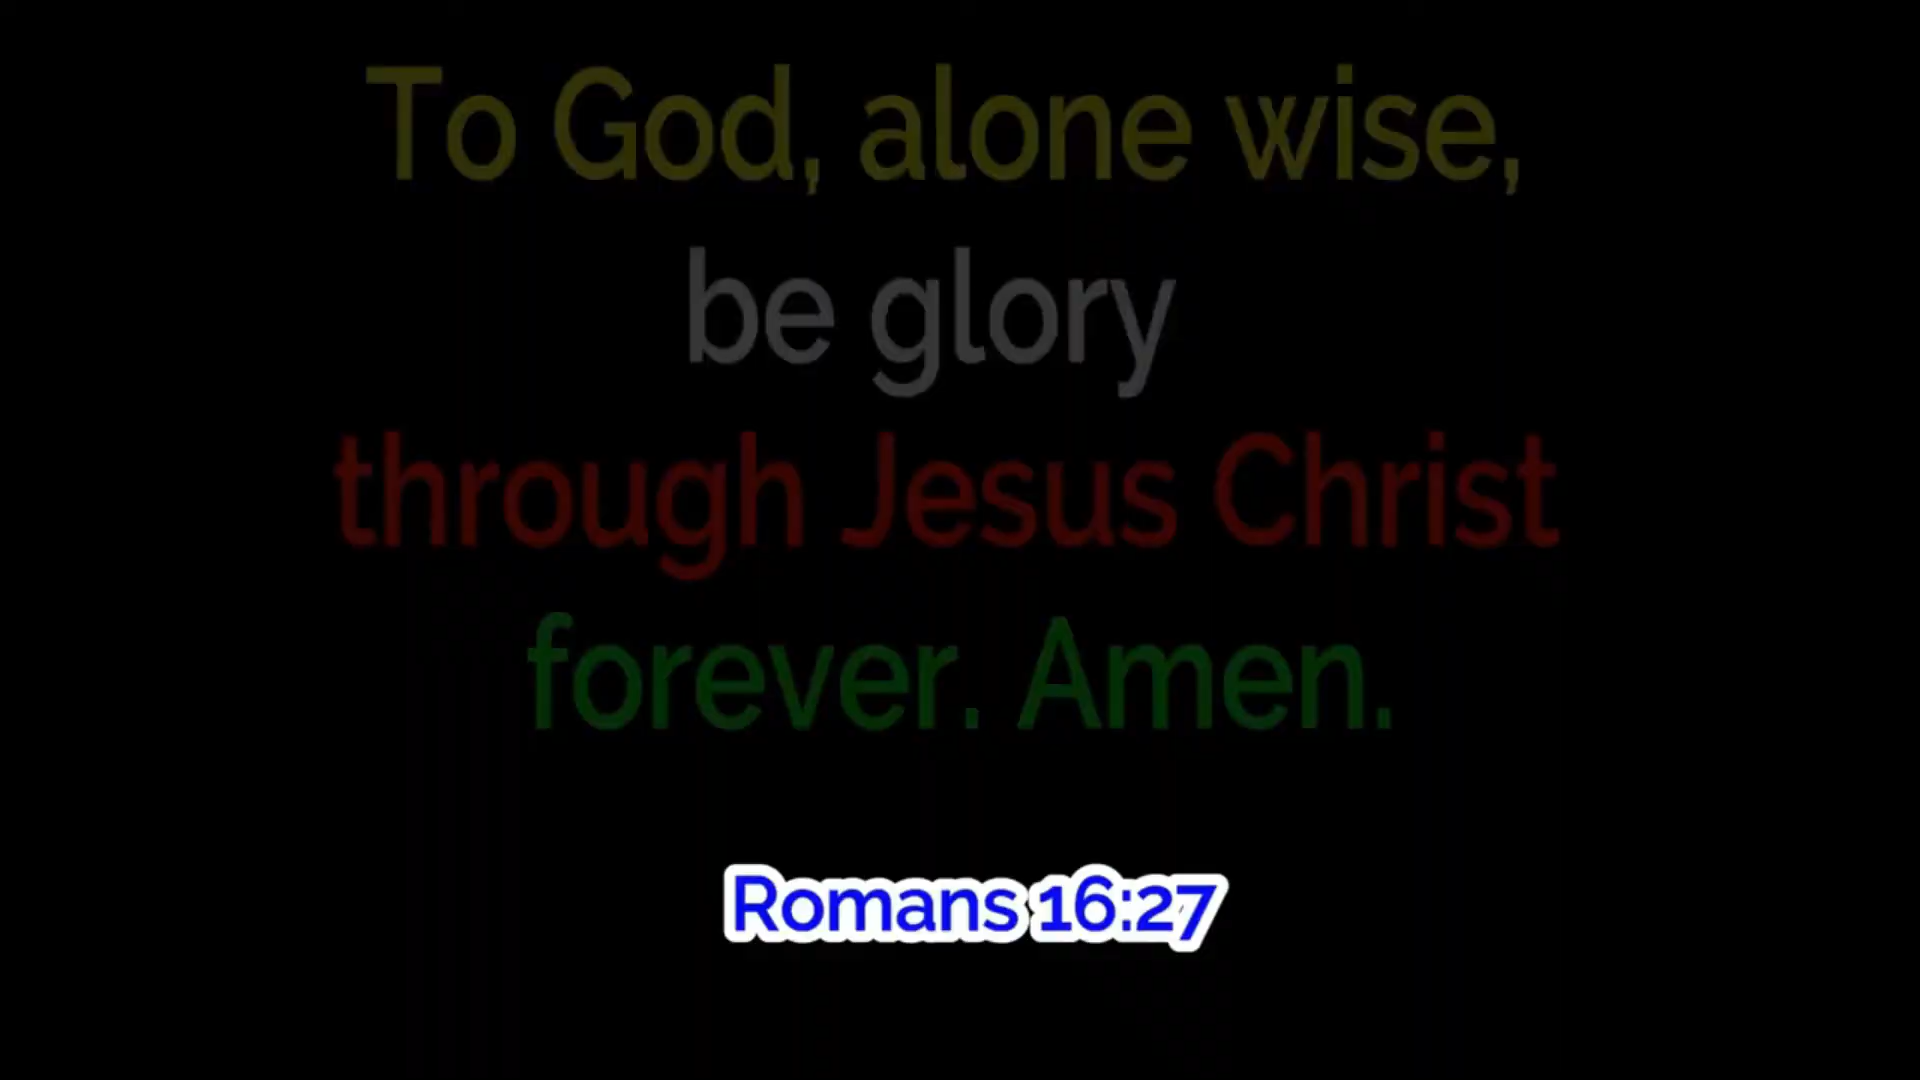 To God, alone wise,
be glory
through Jesus Christ
forever. Amen.
Romans 16:27